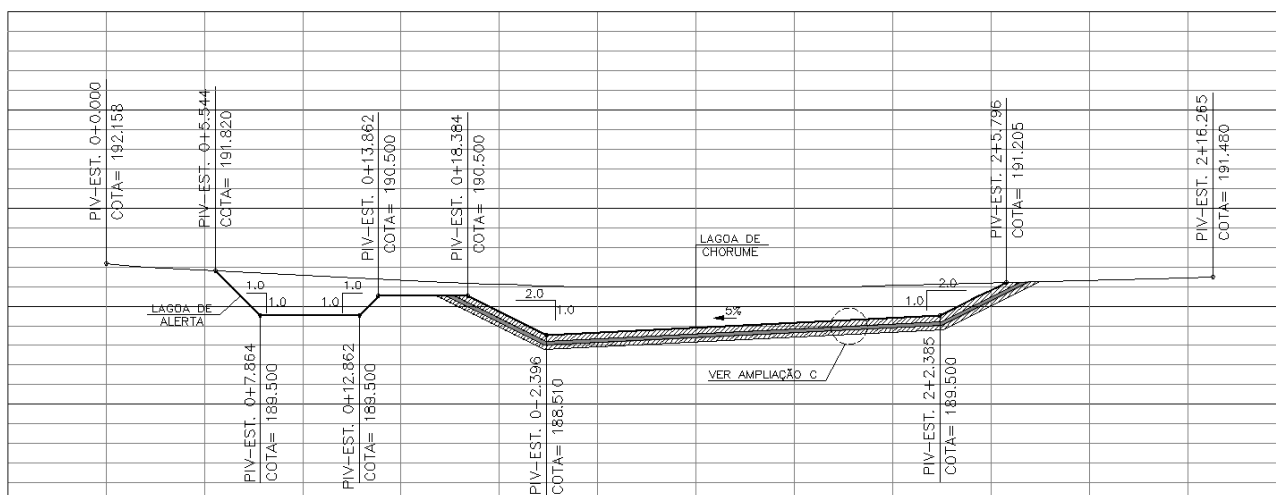 PIV-EST. 0+0.000
COTA= 192.158
PIV-EST. 0+5.544
COTA= 191.820
PIV-EST. 0+13.862
COTA= 190.500
PIV-EST. 0+18.384
COTA= 190.500
PIV-EST. 2+5.796
COTA= 191.205
PIV-EST. 2+16.265
COTA= 191.480
LAGOA DE
CHORUME
LAGOA DE
ALERTA
1.0
1.0
1.0
1.0
2.0
1.0
5%
2.0
1.0
VER AMPLIAÇÃO C
PIV-EST. 0+7.864
COTA= 189.500
PIV-EST. 0+12.862
COTA= 189.500
PIV-EST. 0+2.396
COTA= 188.510
PIV-EST. 2+2.385
COTA= 189.500